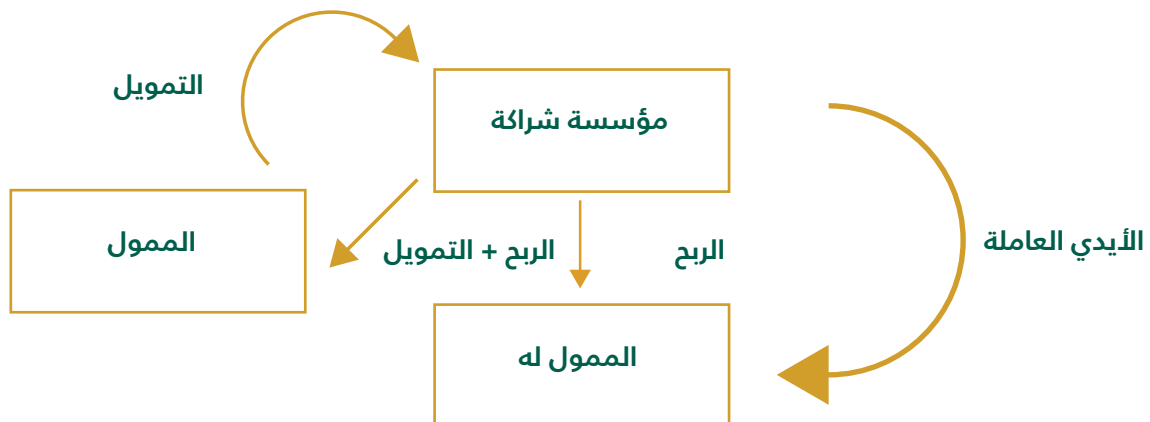 التمويل
مؤسسة شراكة
الأيدي العاملة
الممول
الربح
الربح + التمويل
الممول له